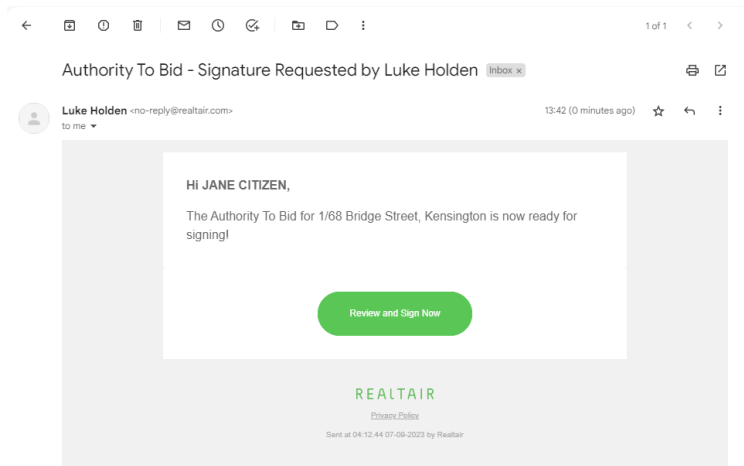 1 of 1
Authority To Bid - Signature Requested by Luke Holden Inbox x
Luke Holden <no-reply@realtair.com> 13:42 (0 minutes ago)
to me
Hi JANE CITIZEN,
The Authority To Bid for 1/68 Bridge Street, Kensington is now ready for
signing!
Review and Sign Now
REALTAIR
Privacy Policy
Sent at 04:12.44 07-09-2023 by Realtair